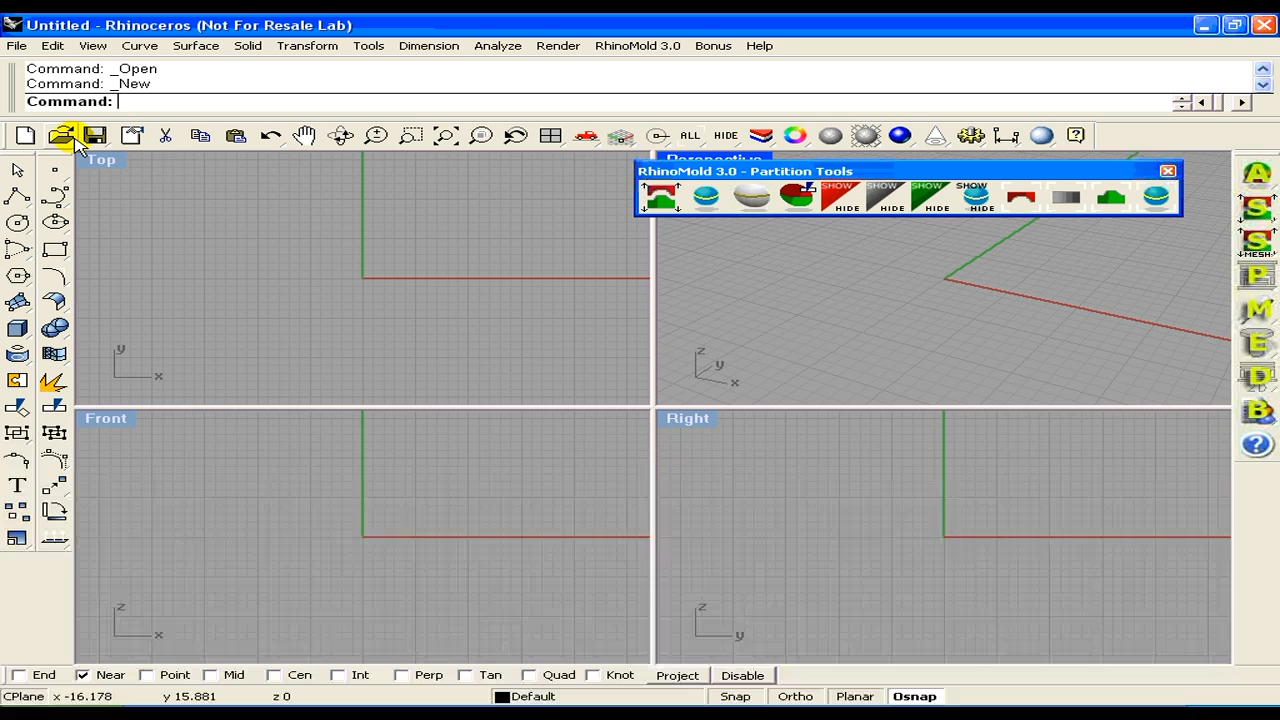 Untitled - Rhinoceros (Not For Resale Lab)
File Edit View Curve Surface Solid Transform Tools Dimension Analyze Render RhinoMold 3.0 Bonus Help
Command: _Open
Command: _New
Command:
ALL HIDE
Top
RhinoMold 3.0 - Partition Tools
SHOW SHOW SHOW SHOW
HIDE HIDE HIDE HIDE
A
S
S
MESH
P
M
E
D
2D
B
y
x
z
y
x
Front
Right
T
z
x
z
y
End Near Point Mid Cen Int Perp Tan Quad Knot Project Disable
CPlane x -16.178 y 15.881 z 0 Default Snap Ortho Planar Osnap